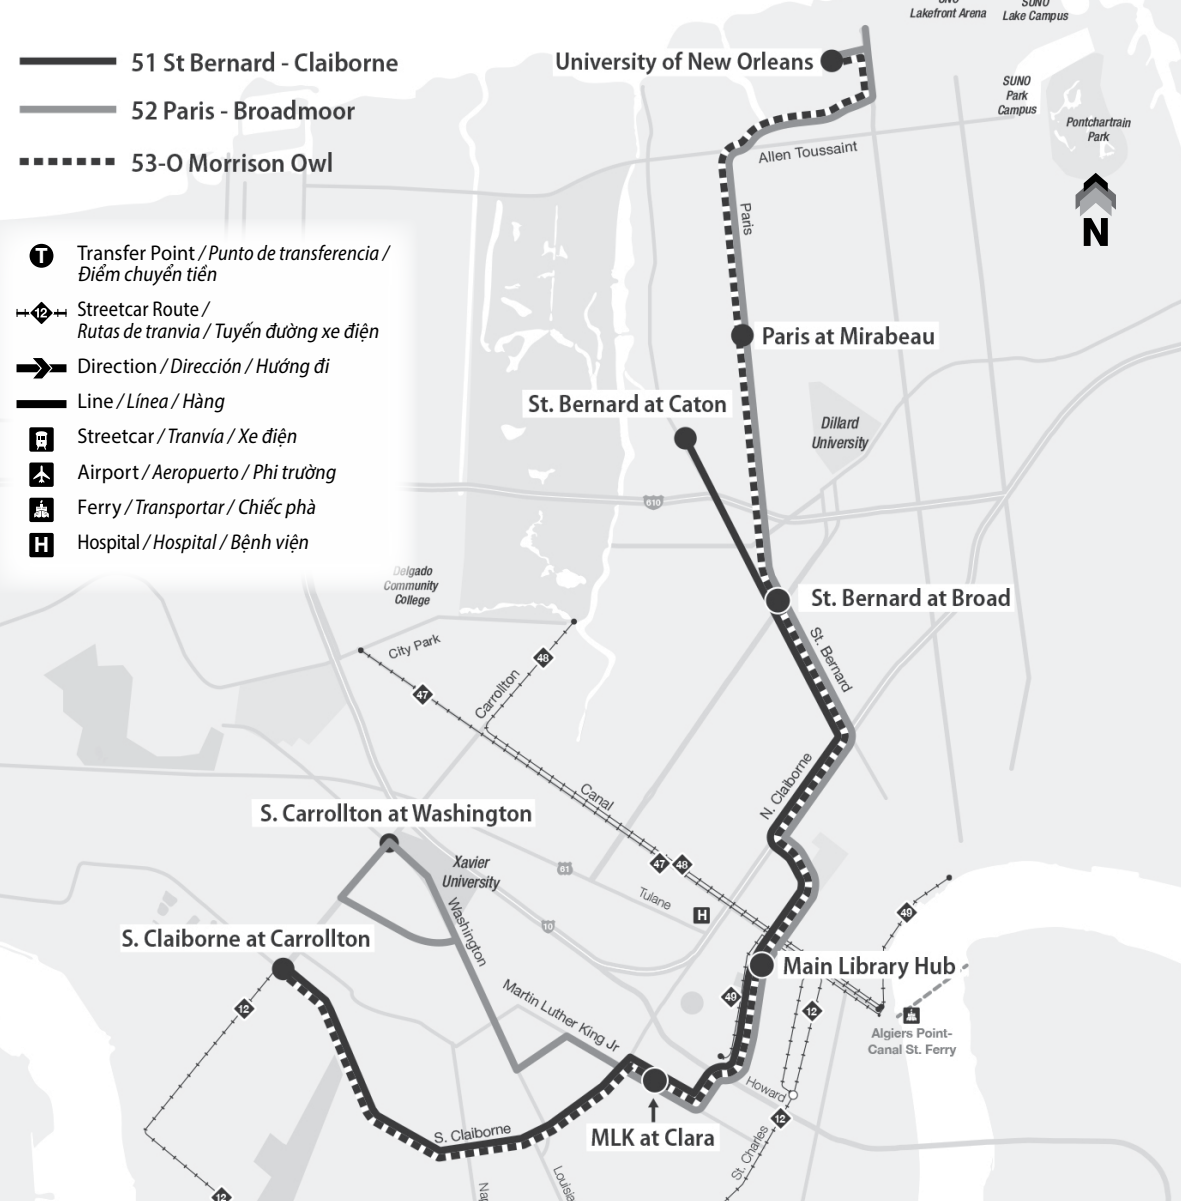 UNO
Lakefront Arena
SUNO
Lake Campus
51 St Bernard - Claiborne
52 Paris - Broadmoor
53-O Morrison Owl
University of New Orleans
SUNO
Park
Campus
Pontchartrain
Park
Allen Toussaint
N
Paris
T
Transfer Point / Punto de transferencia /
Điểm chuyển tiền
12
Streetcar Route /
Rutas de tranvia / Tuyến đường xe điện
Direction / Dirección / Hướng đi
Line / Línea / Hàng
Streetcar / Tranvía / Xe điện
Airport / Aeropuerto / Phi trường
Ferry / Transportar / Chiếc phà
H
Hospital / Hospital / Bệnh viện
Paris at Mirabeau
St. Bernard at Caton
Dillard
University
610
Delgado
Community
College
St. Bernard at Broad
City Park
48
47
Carrollton
St. Bernard
Canal
N. Claiborne
S. Carrollton at Washington
Xavier
University
61
47
48
Tulane
H
Washington
10
49
S. Claiborne at Carrollton
Main Library Hub
49
12
12
Martin Luther King Jr
Algiers Point-
Canal St. Ferry
Howard
12
S. Claiborne
MLK at Clara
St. Charles
Nap
Louisia
12